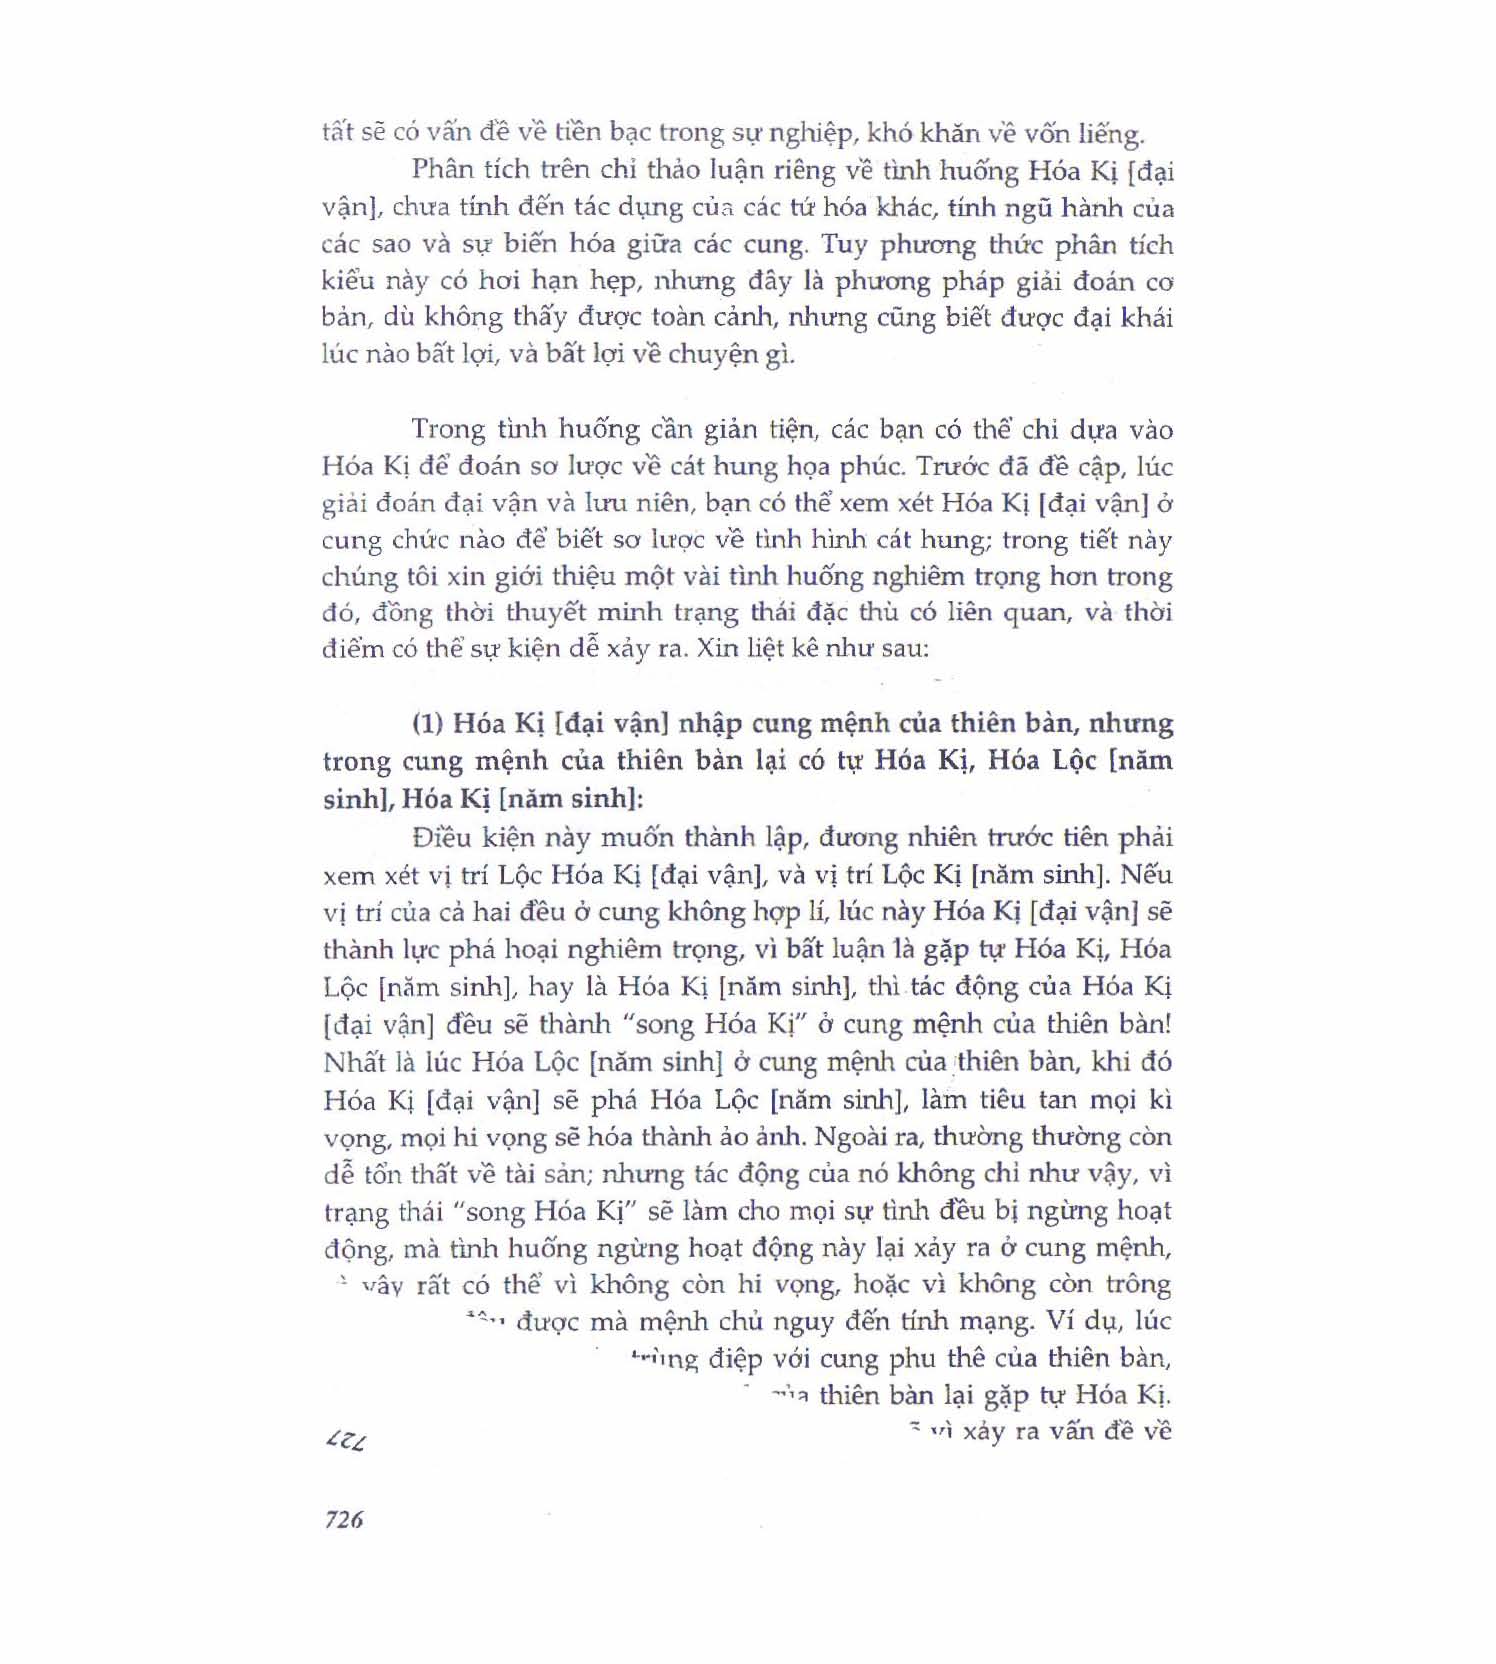 tất sẽ có vấn đề về tiền bạc trong sự nghiệp, khó khăn về vốn liếng.
Phân tích trên chỉ thảo luận riêng về tình huống Hóa Kị [đại
vận], chưa tính đến tác dụng của các tứ hóa khác, tính ngũ hành của
các sao và sự biến hóa giữa các cung. Tuy phương thức phân tích
kiểu này có hơi hạn hẹp, nhưng đây là phương pháp giải đoán cơ
bản, dù không thấy được toàn cảnh, nhưng cũng biết được đại khái
lúc nào bất lợi, và bất lợi về chuyện gì.
Trong tình huống cần giản tiện, các bạn có thể chỉ dựa vào
Hóa Kị để đoán sơ lược về cát hung họa phúc. Trước đã đề cập, lúc
giải đoán đại vận và lưu niên, bạn có thể xem xét Hóa Kị [đại vận] ở
cung chức nào để biết sơ lược về tình hình cát hung; trong tiết này
chúng tôi xin giới thiệu một vài tình huống nghiêm trọng hơn trong
đó, đồng thời thuyết minh trạng thái đặc thù có liên quan, và thời
điểm có thể sự kiện dễ xảy ra. Xin liệt kê như sau:
(1) Hóa Kị [đại vận] nhập cung mệnh của thiên bàn, nhưng
trong cung mệnh của thiên bàn lại có tự Hóa Kị, Hóa Lộc [năm
sinh], Hóa Kị [năm sinh]:
Điều kiện này muốn thành lập, đương nhiên trước tiên phải
xem xét vị trí Lộc Hóa Kị [đại vận], và vị trí Lộc Kị [năm sinh]. Nếu
vị trí của cả hai đều ở cung không hợp lí, lúc này Hóa Kị [đại vận] sẽ
thành lực phá hoại nghiêm trọng, vì bất luận là gặp tự Hóa Kị, Hóa
Lộc [năm sinh], hay là Hóa Kị [năm sinh], thì tác động của Hóa Kị
[đại vận] đều sẽ thành "song Hóa Kị" ở cung mệnh của thiên bàn!
Nhất là lúc Hóa Lộc [năm sinh] ở cung mệnh của thiên bàn, khi đó
Hóa Kị [đại vận] sẽ phá Hóa Lộc [năm sinh], làm tiêu tan mọi kì
vọng, mọi hi vọng sẽ hóa thành ảo ảnh. Ngoài ra, thường thường còn
dễ tổn thất về tài sản; nhưng tác động của nó không chỉ như vậy, vì
trạng thái "song Hóa Kị" sẽ làm cho mọi sự tình đều bị ngừng hoạt
động, mà tình huống ngừng hoạt động này lại xảy ra ở cung mệnh,
vậy rất có thể vì không còn hi vọng, hoặc vì không còn trông
được mà mệnh chủ nguy đến tính mạng. Ví dụ, lúc
trùng điệp với cung phu thê của thiên bàn,
của thiên bàn lại gặp tự Hóa Kị.
vì xảy ra vấn đề về
727
726